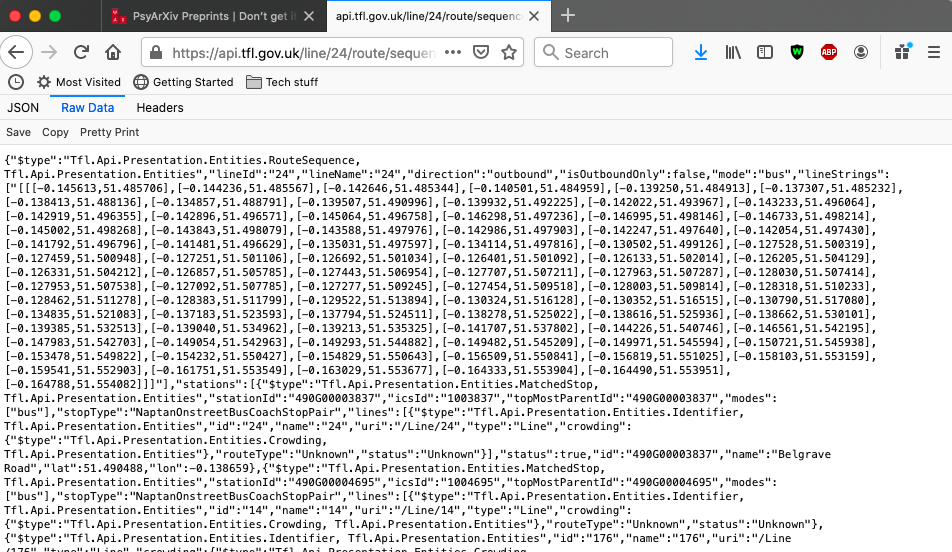 PsyArXiv Preprints | Don't get i
api.tfl.gov.uk/line/24/route/sequenc
https://api.tfl.gov.uk/line/24/route/sequen
Search
W
ABP
Most Visited
Getting Started
Tech stuff
JSON
Raw Data
Headers
Save
Copy
Pretty Print
{"$type":"Tfl.Api.Presentation.Entities.RouteSequence,
Tfl.Api.Presentation.Entities","lineId":"24","lineName":"24","direction":"outbound","isOutboundOnly":false,"mode":"bus","lineStrings":
["[[[-0.145613,51.485706],[-0.144236,51.485567],[-0.142646,51.485344],[-0.140501,51.484959],[-0.139250,51.484913],[-0.137307,51.485232],
[-0.138413,51.488136],[-0.134857,51.488791],[-0.139507,51.490996],[-0.139932,51.492225],[-0.142022,51.493967],[-0.143233,51.496064],
[-0.142919,51.496355],[-0.142896,51.496571],[-0.145064,51.496758],[-0.146298,51.497236],[-0.146995,51.498146],[-0.146733,51.498214],
[-0.145002,51.498268],[-0.143843,51.498079],[-0.143588,51.497976],[-0.142986,51.497903],[-0.142247,51.497640],[-0.142054,51.497430],
[-0.141792,51.496796],[-0.141481,51.496629],[-0.135031,51.497597],[-0.134114,51.497816],[-0.130502,51.499126],[-0.127528,51.500319],
[-0.127459,51.500948],[-0.127251,51.501106],[-0.126692,51.501034],[-0.126401,51.501092],[-0.126133,51.502014],[-0.126205,51.504129],
[-0.126331,51.504212],[-0.126857,51.505785],[-0.127443,51.506954],[-0.127707,51.507211],[-0.127963,51.507287],[-0.128030,51.507414],
[-0.127953,51.507538],[-0.127092,51.507785],[-0.127277,51.509245],[-0.127454,51.509518],[-0.128003,51.509814],[-0.128318,51.510233],
[-0.128462,51.511278],[-0.128383,51.511799],[-0.129522,51.513894],[-0.130324,51.516128],[-0.130352,51.516515],[-0.130790,51.517080],
[-0.134835,51.521083],[-0.137183,51.523593],[-0.137794,51.524511],[-0.138278,51.525022],[-0.138616,51.525936],[-0.138662,51.530101],
[-0.139385,51.532513],[-0.139040,51.534962],[-0.139213,51.535325],[-0.141707,51.537802],[-0.144226,51.540746],[-0.146561,51.542195],
[-0.147983,51.542703],[-0.149054,51.542963],[-0.149293,51.544882],[-0.149482,51.545209],[-0.149971,51.545594],[-0.150721,51.545938],
[-0.153478,51.549822],[-0.154232,51.550427],[-0.154829,51.550643],[-0.156509,51.550841],[-0.156819,51.551025],[-0.158103,51.553159],
[-0.159541,51.552903],[-0.161751,51.553549],[-0.163029,51.553677],[-0.164333,51.553904],[-0.164490,51.553951],
[-0.164788,51.554082]]]"],"stations":[{"$type":"Tfl.Api.Presentation.Entities.MatchedStop,
Tfl.Api.Presentation.Entities","stationId":"490G00003837","icsId":"1003837","topMostParentId":"490G00003837","modes":
["bus"],"stopType":"NaptanOnstreetBusCoachStopPair","lines":[{"$type":"Tfl.Api.Presentation.Entities.Identifier,
Tfl.Api.Presentation.Entities","id":"24","name":"24","uri":"/Line/24","type":"Line","crowding":
{"$type":"Tfl.Api.Presentation.Entities.Crowding,
Tfl.Api.Presentation.Entities"},"routeType":"Unknown","status":"Unknown"}],"status":true,"id":"490G00003837","name":"Belgrave
Road","lat":51.490488,"lon":-0.138659},{"$type":"Tfl.Api.Presentation.Entities.MatchedStop,
Tfl.Api.Presentation.Entities","stationId":"490G00004695","icsId":"1004695","topMostParentId":"490G00004695","modes":
["bus"],"stopType":"NaptanOnstreetBusCoachStopPair","lines":[{"$type":"Tfl.Api.Presentation.Entities.Identifier,
Tfl.Api.Presentation.Entities","id":"14","name":"14","uri":"/Line/14","type":"Line","crowding":
{"$type":"Tfl.Api.Presentation.Entities.Crowding, Tfl.Api.Presentation.Entities"},"routeType":"Unknown","status":"Unknown"},
{"$type":"Tfl.Api.Presentation.Entities.Identifier, Tfl.Api.Presentation.Entities","id":"176","name":"176","uri":"/Line
/176","type":"Line","crowding":{"$type":"Tfl.Api.Presentation.Entities.Crowding,